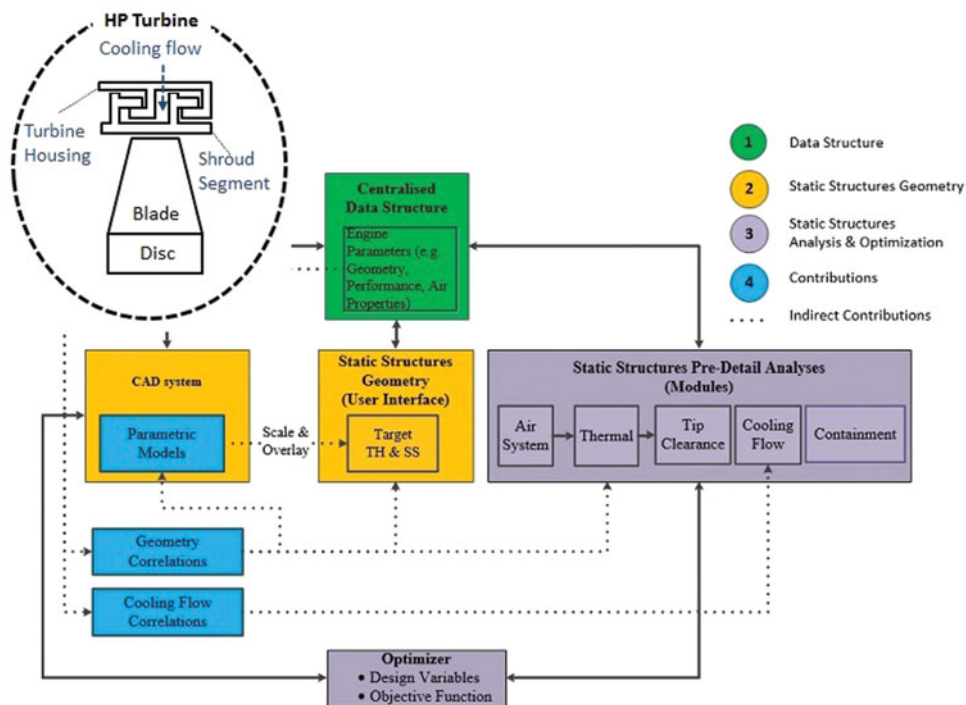 HP Turbine
Cooling flow
Turbine
Housing
Shroud
Segment
Blade
Disc
1 Data Structure
2 Static Structures Geometry
3 Static Structures
Analysis & Optimization
4 Contributions
Indirect Contributions
Centralised
Data Structure
Engine
Parameters (e.g.
Geometry,
Performance, Air
Properties)
CAD system
Parametric
Models
Scale &
Overlay
Static Structures
Geometry
(User Interface)
Target
TH & SS
Static Structures Pre-Detail Analyses
(Modules)
Air
System
Thermal
Tip
Clearance
Cooling
Flow
Containment
Geometry
Correlations
Cooling Flow
Correlations
Optimizer
• Design Variables
• Objective Function